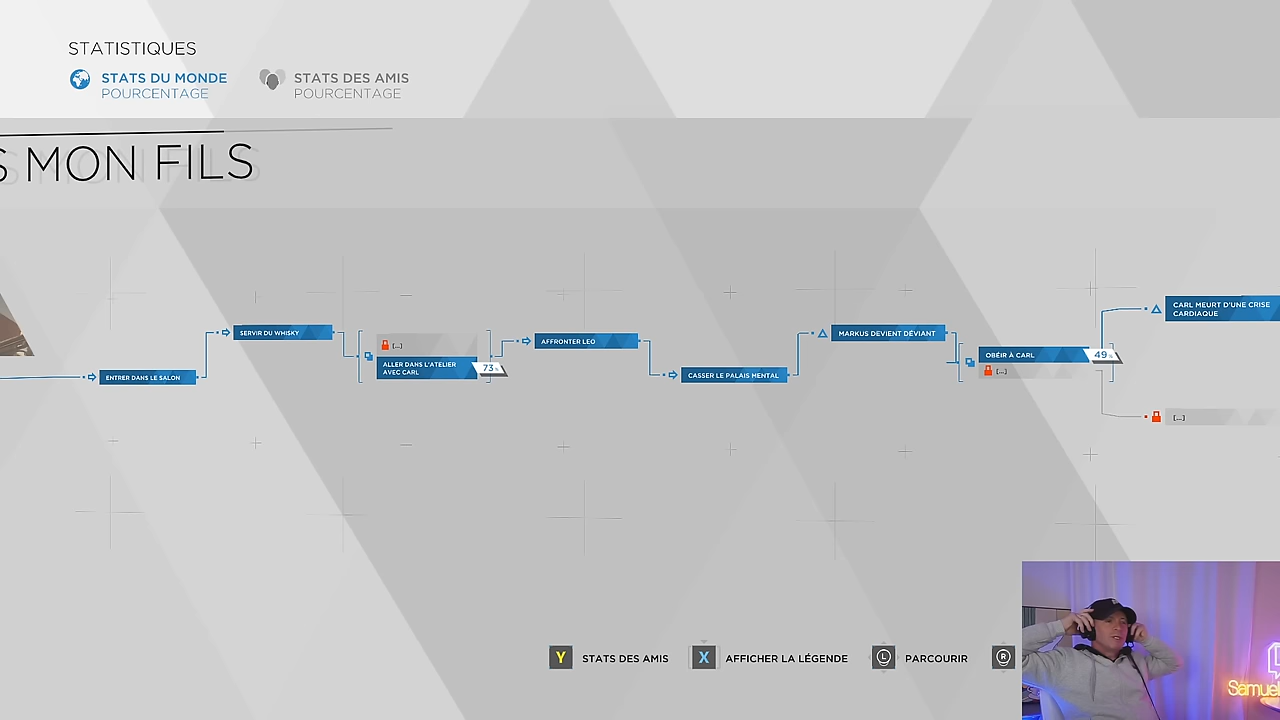 STATISTIQUES
STATS DU MONDE
POURCENTAGE
STATS DES AMIS
POURCENTAGE
S MON FILS
ENTRER DANS LE SALON
SERVIR DU WHISKY
[...]
ALLER DANS L'ATELIER
AVEC CARL
73%
AFFRONTER LEO
CASSER LE PALAIS MENTAL
MARKUS DEVIENT DÉVIANT
OBÉIR À CARL
49%
[...]
CARL MEURT D'UNE CRISE
CARDIAQUE
[...]
Y STATS DES AMIS
X AFFICHER LA LÉGENDE
L PARCOURIR
R
Samuel